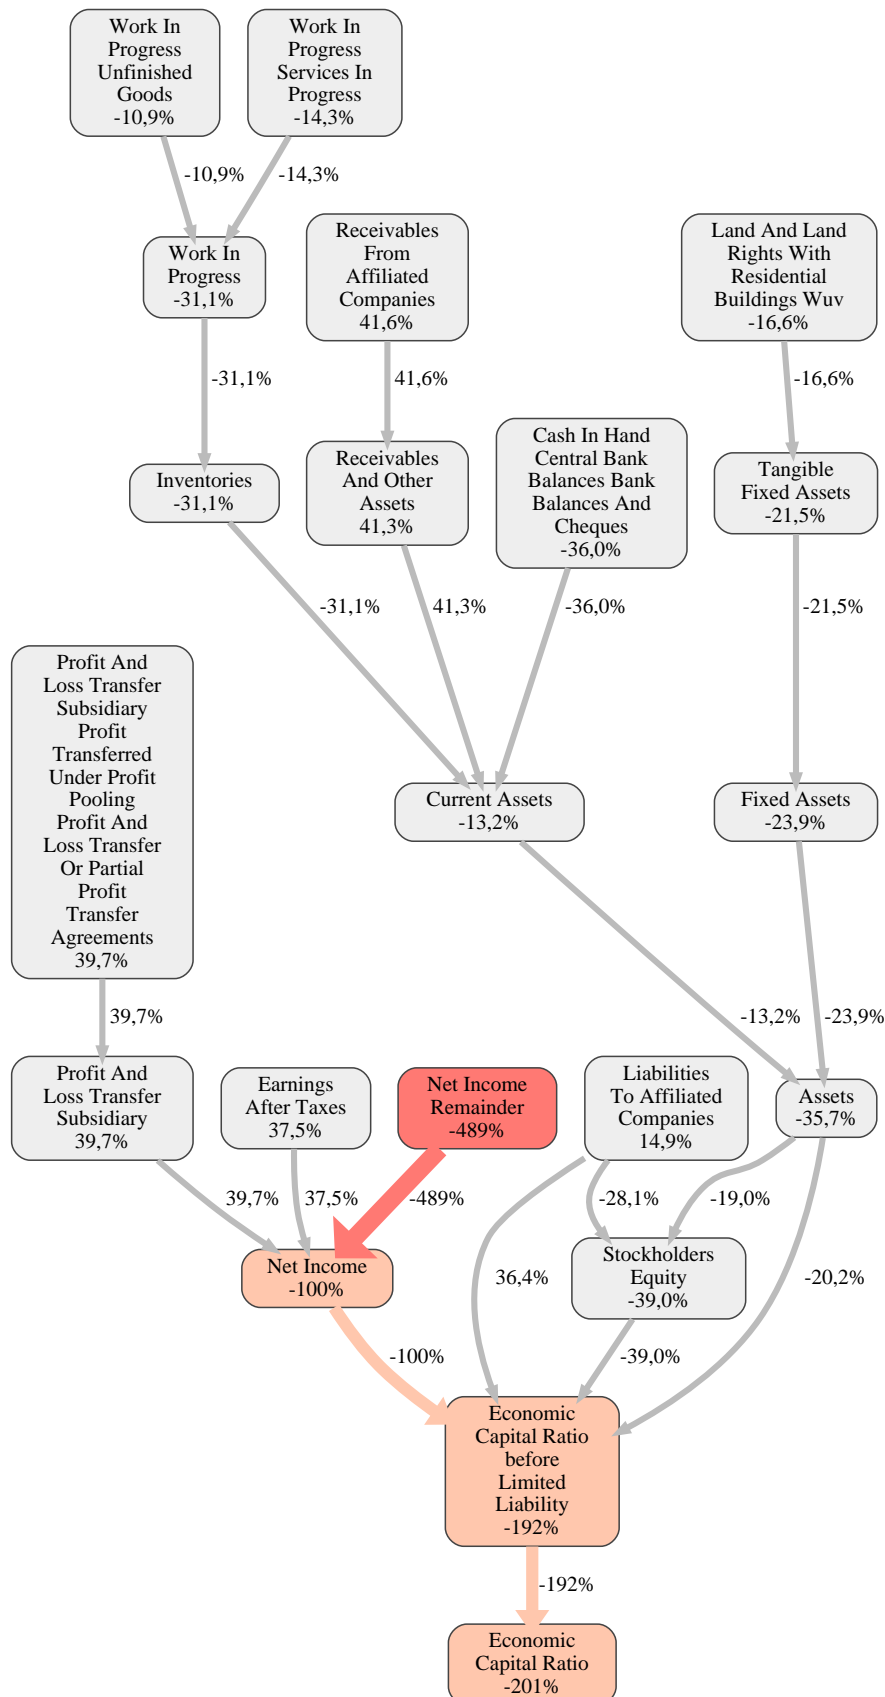 Work In
Progress
Unfinished
Goods
-10,9%
Work In
Progress
Services In
Progress
-14,3%
-10,9%
-14,3%
Work In
Progress
-31,1%
Receivables
From
Affiliated
Companies
41,6%
Land And Land
Rights With
Residential
Buildings Wuv
-16,6%
-31,1%
41,6%
-16,6%
Inventories
-31,1%
Receivables
And Other
Assets
41,3%
Cash In Hand
Central Bank
Balances Bank
Balances And
Cheques
-36,0%
Tangible
Fixed Assets
-21,5%
-31,1%
41,3%
-36,0%
-21,5%
Profit And
Loss Transfer
Subsidiary
Profit
Transferred
Under Profit
Pooling
Profit And
Loss Transfer
Or Partial
Profit
Transfer
Agreements
39,7%
Current Assets
-13,2%
Fixed Assets
-23,9%
39,7%
-13,2%
-23,9%
Profit And
Loss Transfer
Subsidiary
39,7%
Earnings
After Taxes
37,5%
Net Income
Remainder
-489%
Liabilities
To Affiliated
Companies
14,9%
Assets
-35,7%
39,7%
37,5%
-489%
-28,1%
-19,0%
Net Income
-100%
36,4%
Stockholders
Equity
-39,0%
-20,2%
-100%
-39,0%
Economic
Capital Ratio
before
Limited
Liability
-192%
-192%
Economic
Capital Ratio
-201%